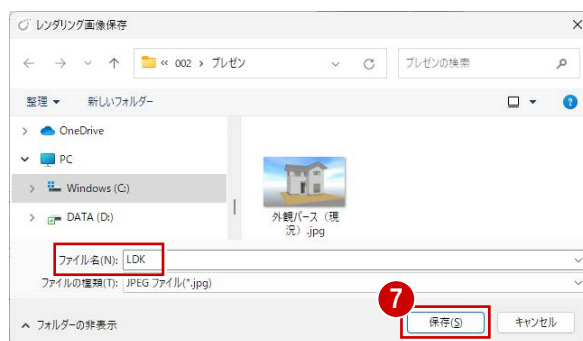 レンダリング画像保存
« 002 › プレゼン
プレゼンの検索
整理
新しいフォルダー
OneDrive
PC
Windows (C:)
DATA (D:)
外観パース（現
況）.jpg
ファイル名(N): LDK
ファイルの種類(T): JPEG ファイル(*.jpg)
7
フォルダーの非表示
保存(S)
キャンセル